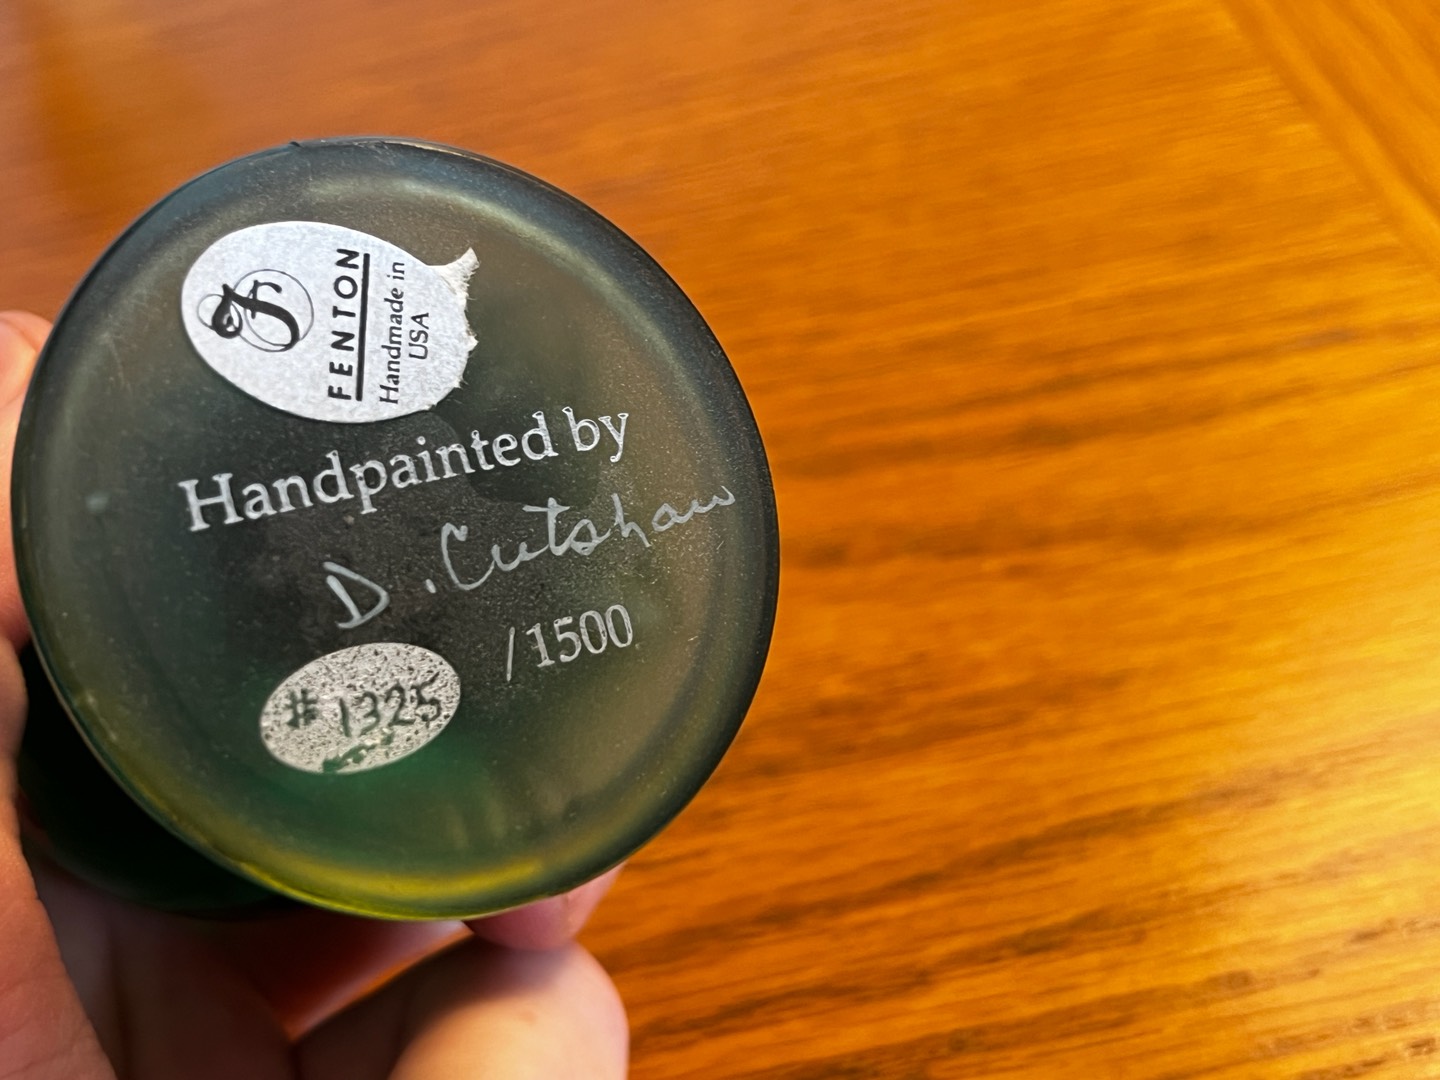 F
FENTON
Handmade in
USA
Handpainted by
D. Cutshaw
/1500
#1325